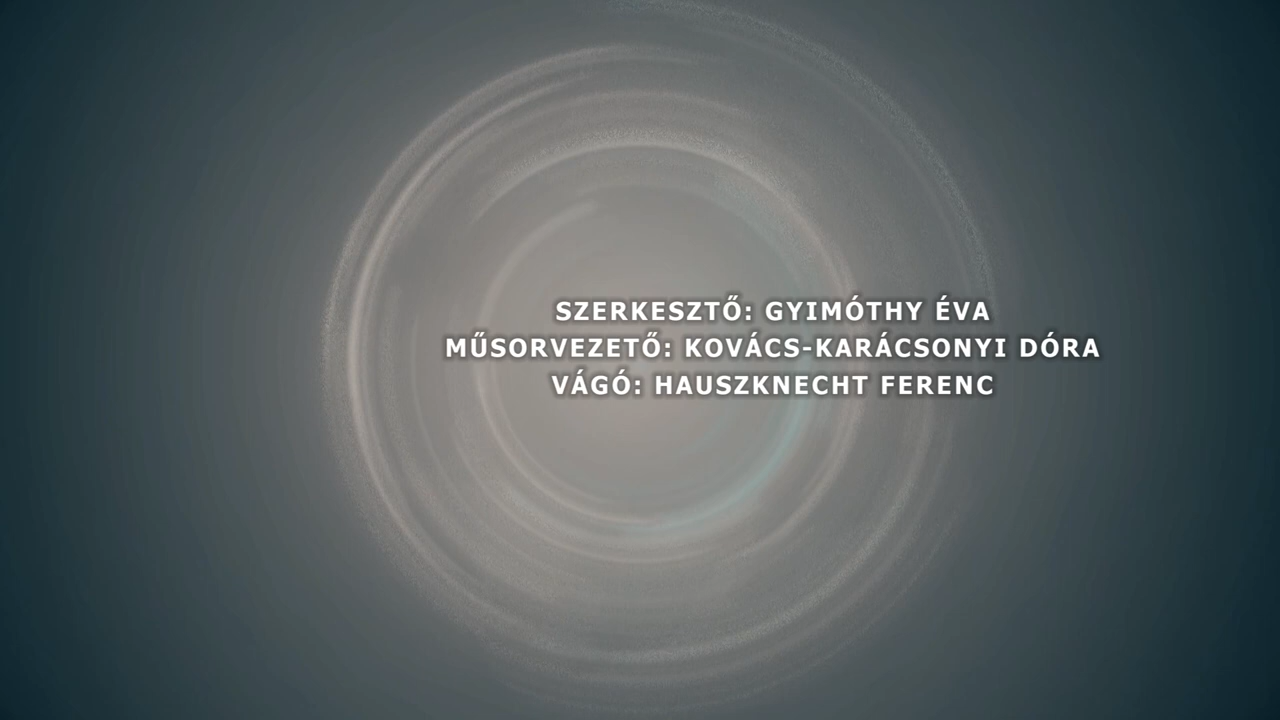 SZERKESZTŐ: GYIMÓTHY ÉVA
MŰSORVEZETŐ: KOVÁCS-KARÁCSONYI DÓRA
VÁGÓ: HAUSZKNECHT FERENC